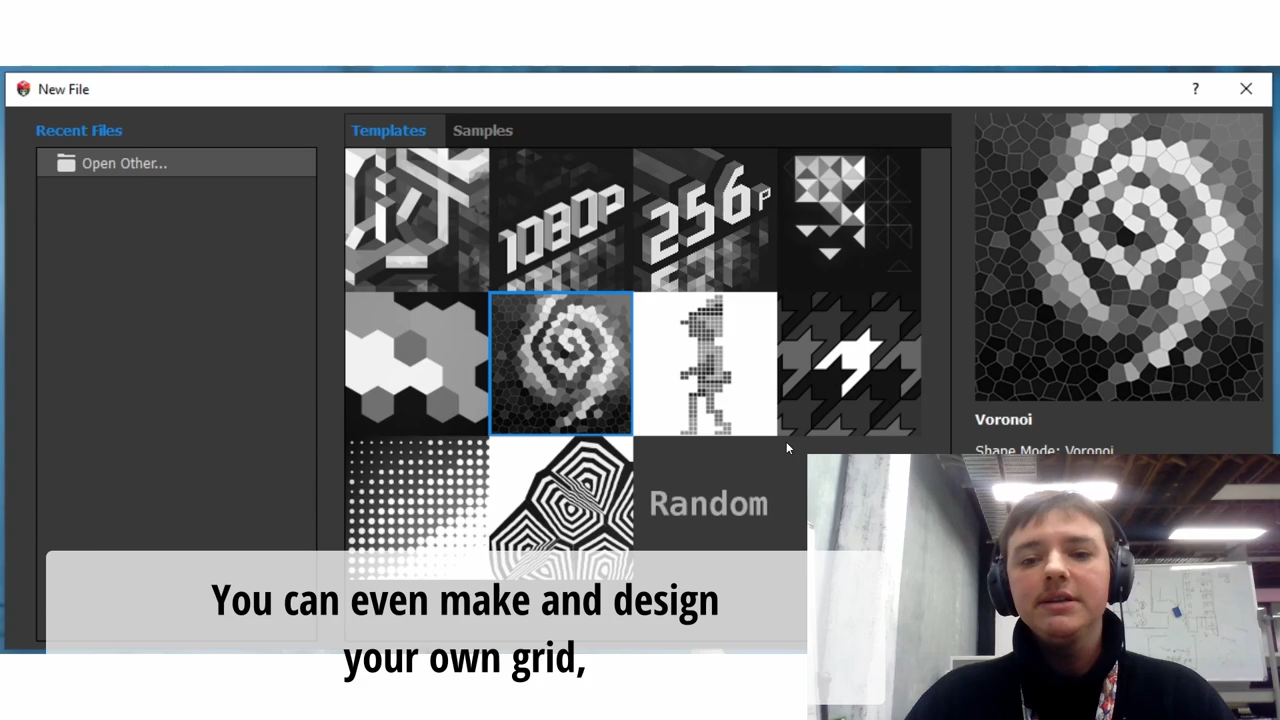 New File
?
Recent Files
Templates
Samples
Open Other...
1080P
256P
Random
Voronoi
Shape Mode: Voronoi
You can even make and design
your own grid,